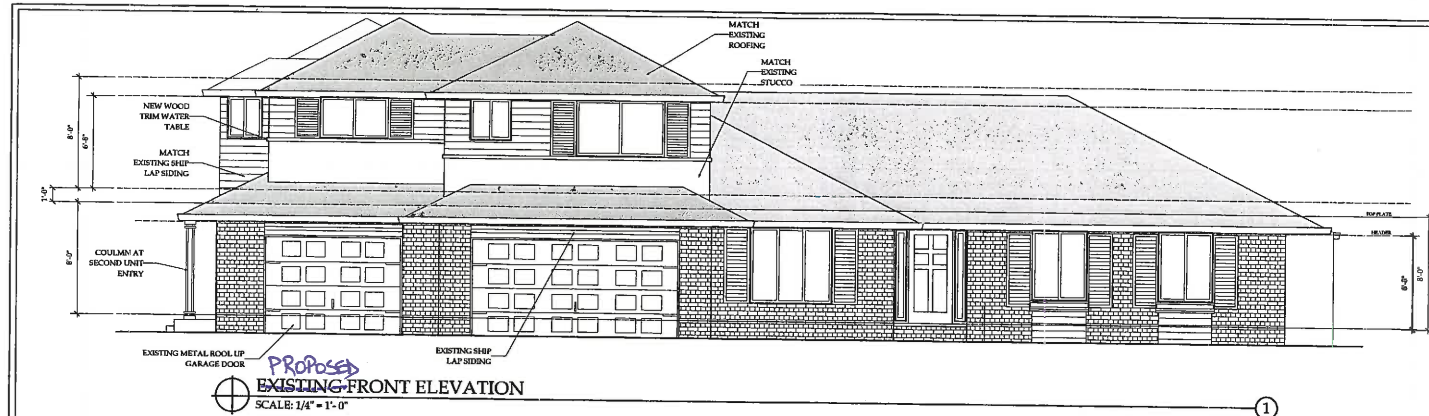 MATCH
EXISTING
ROOFING
MATCH
EXISTING
STUCCO
NEW WOOD
TRIM WATER
TABLE
MATCH
EXISTING SHIP
LAP SIDING
8'-0"
6'-8"
1'-0"
8'-0"
COULMN AT
SECOND UNIT
ENTRY
TOP PLATE
HEADER
6'-8"
8'-0"
EXISTING METAL ROOL UP
GARAGE DOOR
EXISTING SHIP
LAP SIDING
PROPOSED
EXISTING FRONT ELEVATION
SCALE: 1/4" = 1'- 0"
1